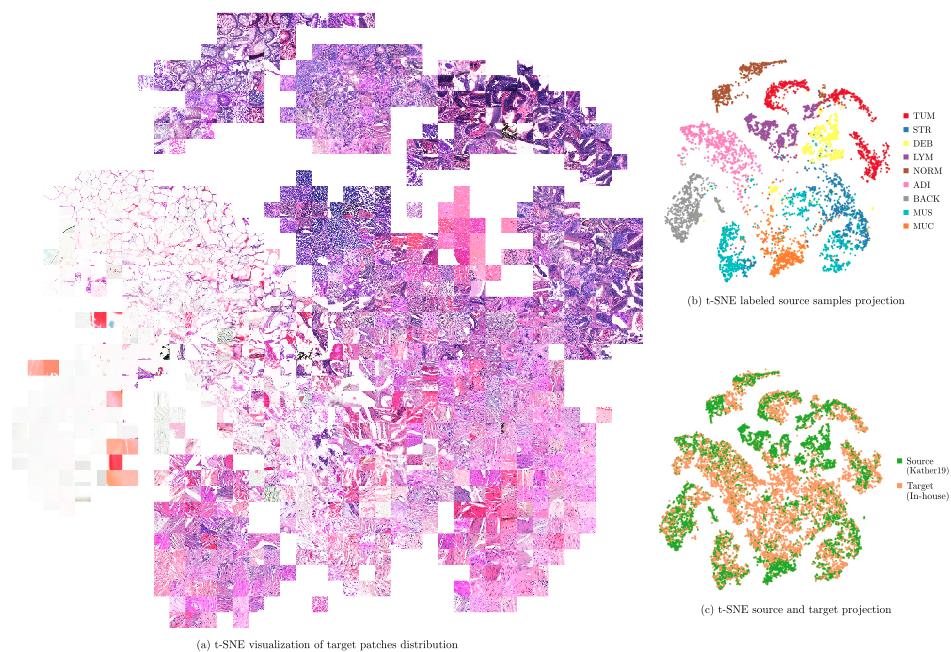 TUM
STR
DEB
LYM
NORM
ADI
BACK
MUS
MUC
(b) t-SNE labeled source samples projection
Source
(Kather19)
Target
(In-house)
(c) t-SNE source and target projection
(a) t-SNE visualization of target patches distribution